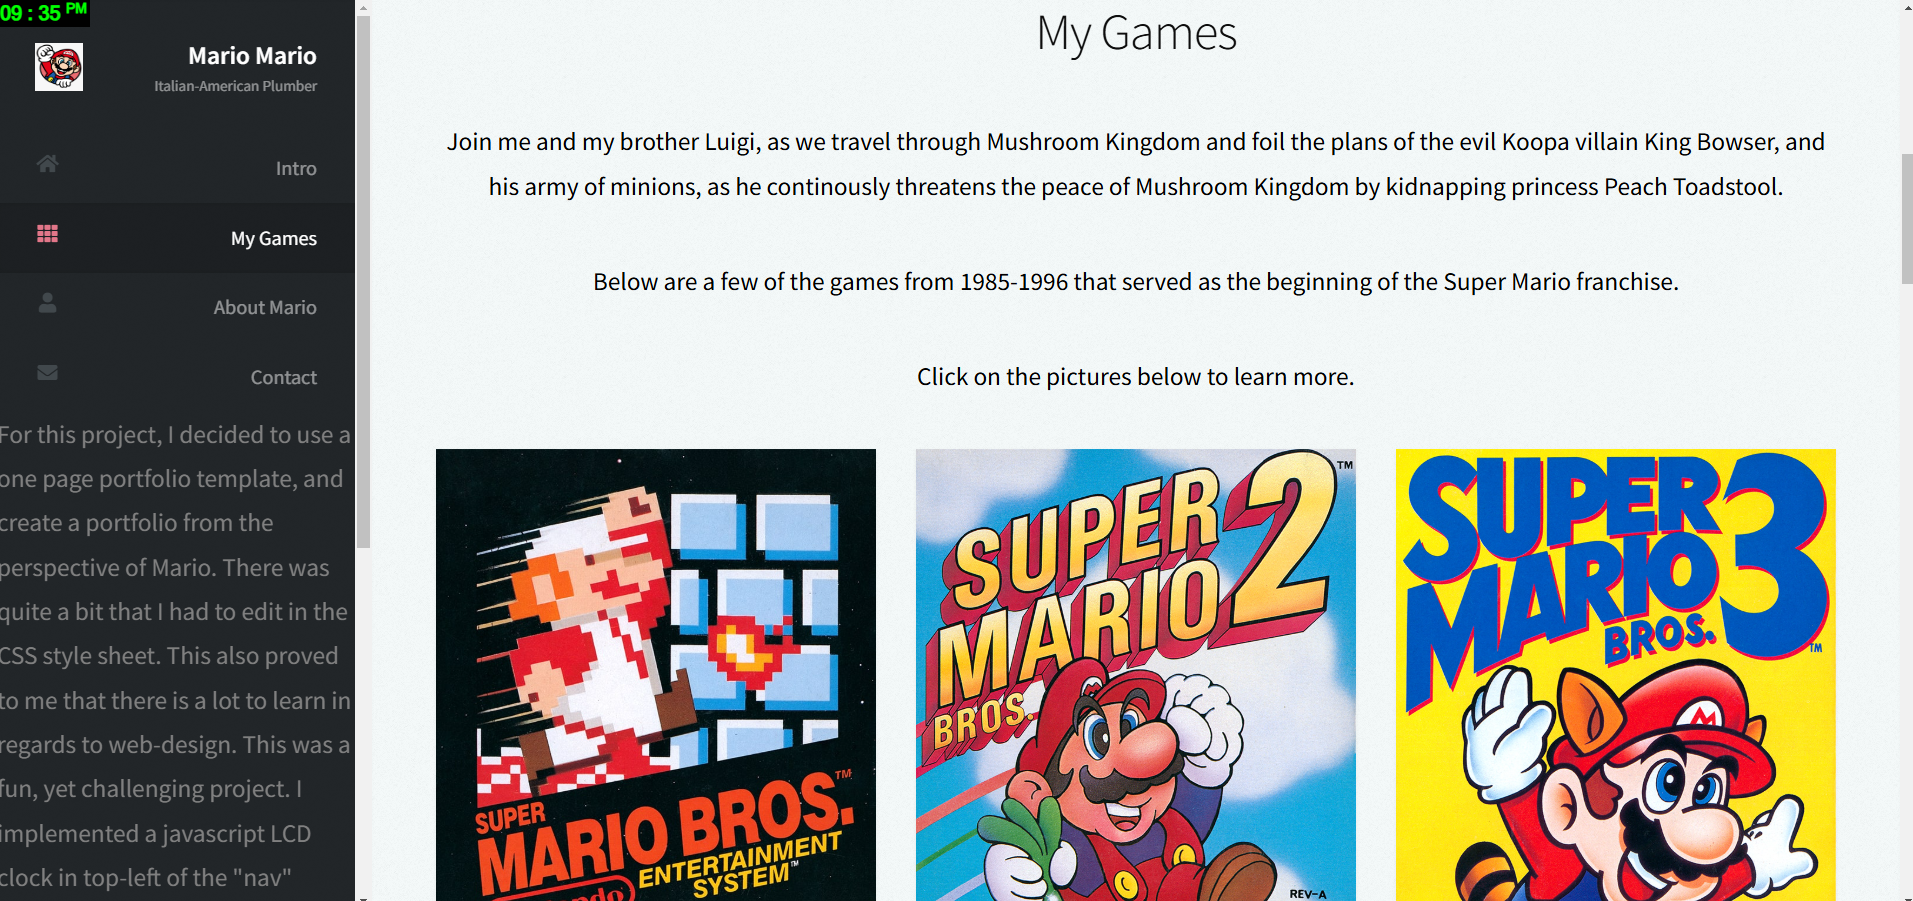 09 : 35 PM
Mario Mario
Italian-American Plumber
Intro
My Games
About Mario
Contact
For this project, I decided to use a
one page portfolio template, and
create a portfolio from the
perspective of Mario. There was
quite a bit that I had to edit in the
CSS style sheet. This also proved
to me that there is a lot to learn in
regards to web-design. This was a
fun, yet challenging project. I
implemented a javascript LCD
clock in top-left of the "nav"
My Games
Join me and my brother Luigi, as we travel through Mushroom Kingdom and foil the plans of the evil Koopa villain King Bowser, and
his army of minions, as he continously threatens the peace of Mushroom Kingdom by kidnapping princess Peach Toadstool.
Below are a few of the games from 1985-1996 that served as the beginning of the Super Mario franchise.
Click on the pictures below to learn more.
SUPER
MARIO BROS.™
ENTERTAINMENT
SYSTEM™
SUPER
MARIO
BROS.
2
™
M
REV-A
SUPER
MARIO
BROS.
3
™
M